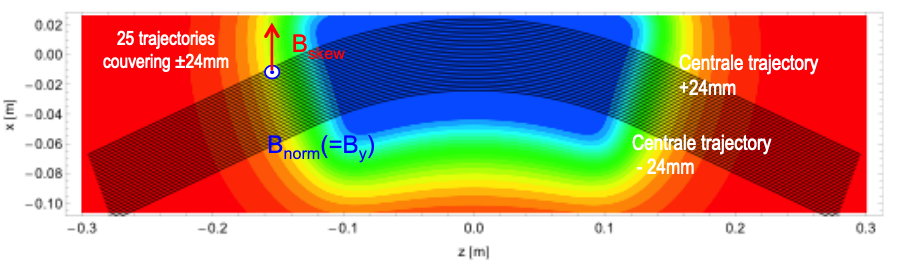 25 trajectories
couvering ±24mm
Bskew
Centrale trajectory
+24mm
Bnorm(=By)
Centrale trajectory
- 24mm
x [m]
0.02
0.00
−0.02
−0.04
−0.06
−0.08
−0.10
−0.3
−0.2
−0.1
0.0
0.1
0.2
0.3
z [m]